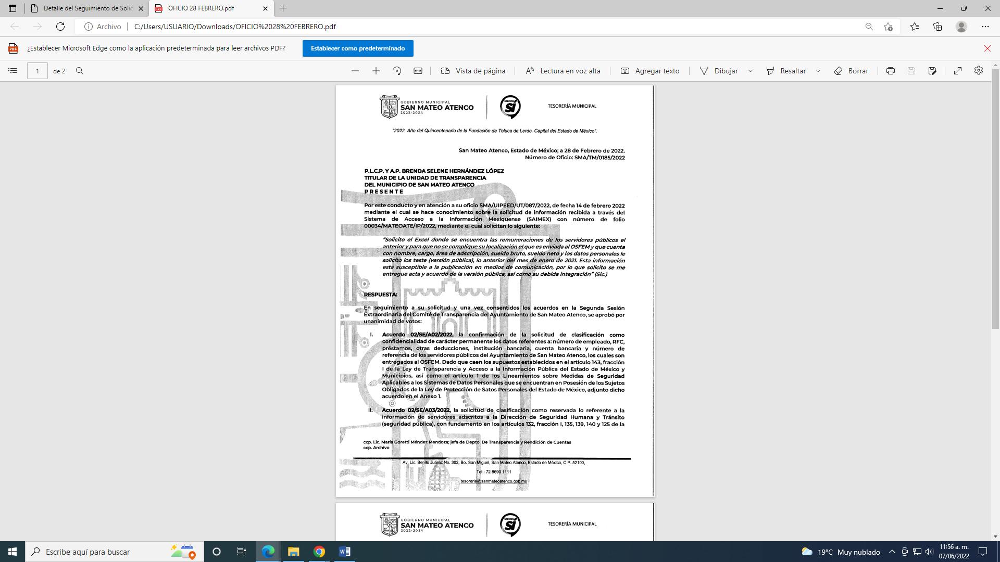 Detalle del Seguimiento de Solic
OFICIO 28 FEBRERO.pdf
Archivo
C:/Users/USUARIO/Downloads/OFICIO%2028%20FEBRERO.pdf
¿Establecer Microsoft Edge como la aplicación predeterminada para leer archivos PDF?
Establecer como predeterminado
1 de 2
Vista de página
Lectura en voz alta
Agregar texto
Dibujar
Resaltar
Borrar
GOBIERNO MUNICIPAL
SAN MATEO ATENCO
2022-2024
UNIDOS
SÍ
TESORERÍA MUNICIPAL
"2022. Año del Quincentenario de la Fundación de Toluca de Lerdo, Capital del Estado de México".
San Mateo Atenco, Estado de México; a 28 de Febrero de 2022.
Número de Oficio: SMA/TM/0185/2022
P.L.C.P. Y A.P. BRENDA SELENE HERNÁNDEZ LÓPEZ
TITULAR DE LA UNIDAD DE TRANSPARENCIA
DEL MUNICIPIO DE SAN MATEO ATENCO
P R E S E N T E
Por este conducto y en atención a su oficio SMA/UIPEED/UT/087/2022, de fecha 14 de febrero 2022
mediante el cual se hace conocimiento sobre la solicitud de información recibida a través del
Sistema de Acceso a la Información Mexiquense (SAIMEX) con número de folio
00034/MATEOATE/IP/2022, mediante el cual solicitan lo siguiente:
"Solicito el Excel donde se encuentra las remuneraciones de los servidores públicos el
anterior y para que no se complique su localización el que es enviada al OSFEM y que cuenta
con nombre, cargo, área de adscripción, sueldo bruto, sueldo neto y los datos personales le
solicito los teste (versión pública), lo anterior del mes de enero de 2021. Esta información
esta susceptible a la publicación en medios de comunicación, por lo que solicito se me
entregue acta y acuerdo de la versión pública, así como su debida integración" (Sic.)
RESPUESTA:
En seguimiento a su solicitud y una vez consentidos los acuerdos en la Segunda Sesión
Extraordinaria del Comité de Transparencia del Ayuntamiento de San Mateo Atenco, se aprobó por
unanimidad de votos:
I. Acuerdo 02/SE/A02/2022, la confirmación de la solicitud de clasificación como
confidencialidad de carácter permanente los datos referentes a: número de empleado, RFC,
préstamos, otras deducciones, institución bancaria, cuenta bancaria y número de
referencia de los servidores públicos del Ayuntamiento de San Mateo Atenco, los cuales son
entregados al OSFEM. Dado que caen los supuestos establecidos en el artículo 143, fracción
I de la Ley de Transparencia y Acceso a la Información Pública del Estado de México y
Municipios, así como el artículo 1 de los Lineamientos sobre Medidas de Seguridad
Aplicables a los Sistemas de Datos Personales que se encuentran en Posesión de los Sujetos
Obligados de la Ley de Protección de Satos Personales del Estado de México, adjunto dicho
acuerdo en el Anexo 1.
II. Acuerdo 02/SE/A03/2022, la solicitud de clasificación como reservada lo referente a la
información de servidores adscritos a la Dirección de Seguridad Humana y Tránsito
(seguridad pública), con fundamento en los artículos 132, fracción I, 135, 139, 140 y 125 de la
ccp. Lic. María Goretti Méndez Mendoza; jefa de Depto. De Transparencia y Rendición de Cuentas
ccp. Archivo
Av. Lic. Benito Juárez No. 302, Bo. San Miguel, San Mateo Atenco, Estado de México, C.P. 52100,
Tel.: 72 8690 1111
tesoreria@sanmateoatenco.gob.mx
GOBIERNO MUNICIPAL
SAN MATEO ATENCO
2022-2024
UNIDOS
SÍ
TESORERÍA MUNICIPAL
Escribe aquí para buscar
19°C Muy nublado
11:56 a. m.
07/06/2022